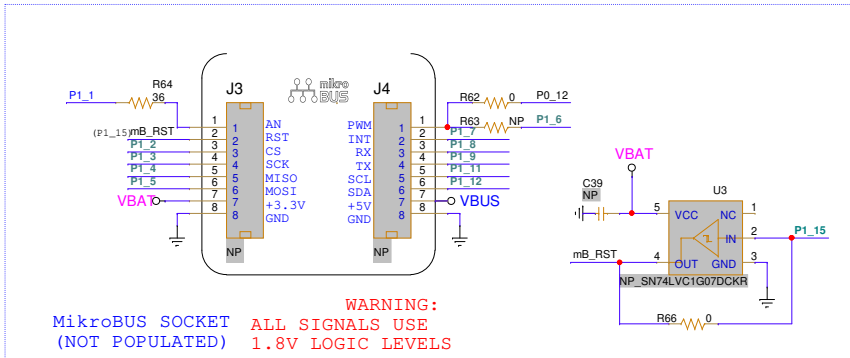 mikro
BUS
P1_1
R64
36
J3
J4
R62
0
P0_12
R63
NP
P1_6
(P1_15)
mB_RST
P1_2
P1_3
P1_4
P1_5
VBAT
1
2
3
4
5
6
7
8
1
2
3
4
5
6
7
8
AN
RST
CS
SCK
MISO
MOSI
+3.3V
GND
NP
PWM
INT
RX
TX
SCL
SDA
+5V
GND
1
2
3
4
5
6
7
8
NP
1
2
3
4
5
6
7
8
P1_7
P1_8
P1_9
P1_11
P1_12
VBUS
VBAT
C39
NP
U3
5
VCC
NC
1
IN
2
P1_15
mB_RST
4
OUT
GND
3
NP_SN74LVC1G07DCKR
R66
0
MikroBUS SOCKET
(NOT POPULATED)
WARNING:
ALL SIGNALS USE
1.8V LOGIC LEVELS